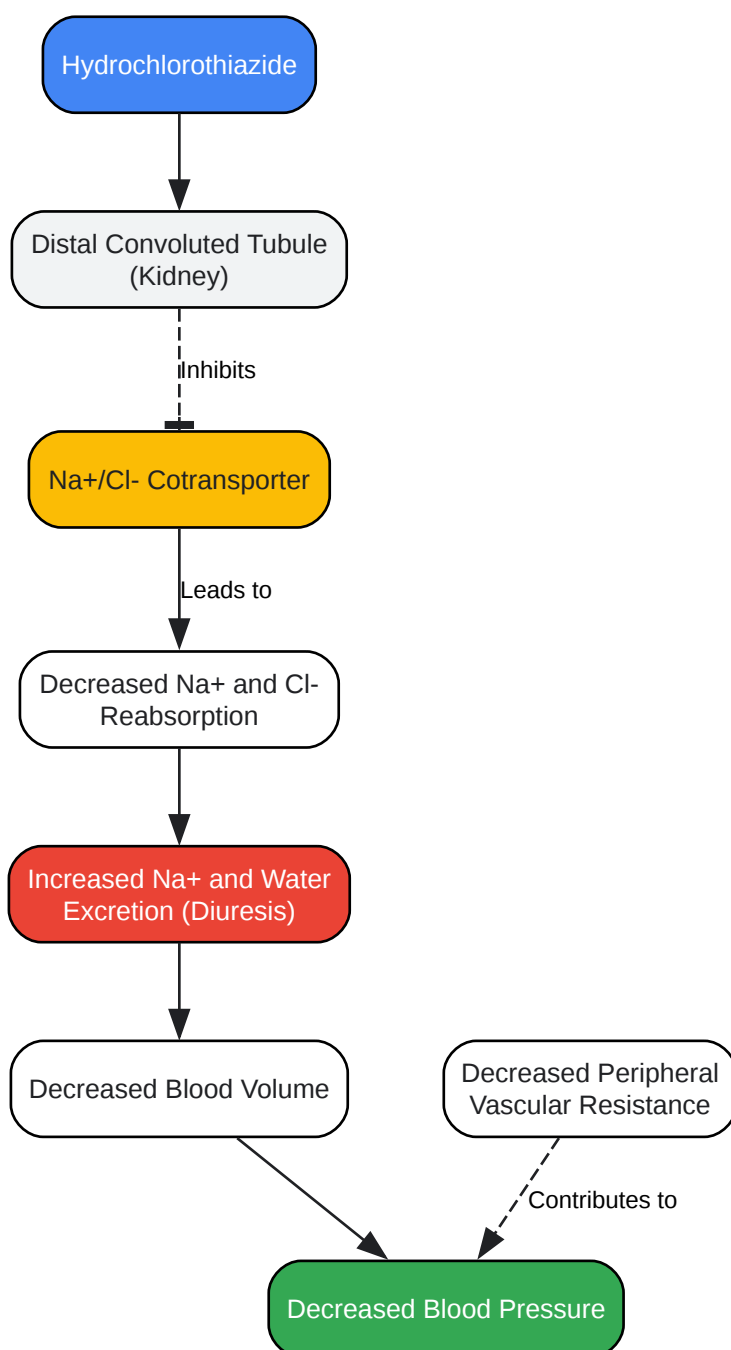 Hydrochlorothiazide
Distal Convoluted Tubule
(Kidney)
Inhibits
Na+/Cl- Cotransporter
Leads to
Decreased Na+ and Cl-
Reabsorption
Increased Na+ and Water
Excretion (Diuresis)
Decreased Blood Volume
Decreased Peripheral
Vascular Resistance
Contributes to
Decreased Blood Pressure